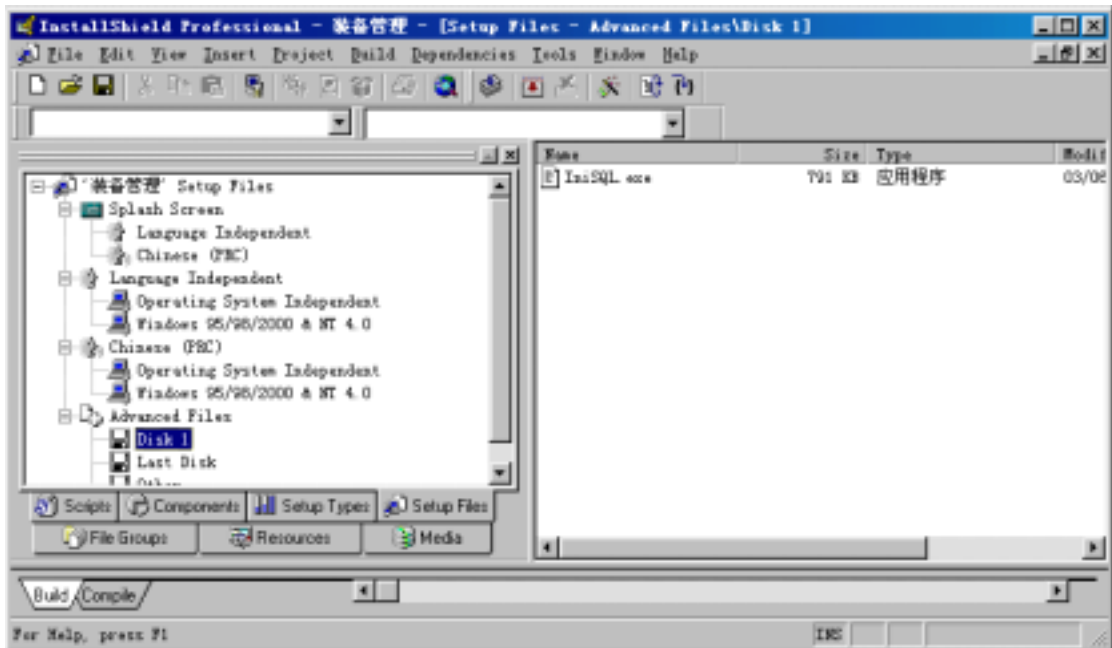 InstallShield Professional - 装备管理 - [Setup Files - Advanced Files\Disk 1]
File Edit View Insert Project Build Dependencies Tools Window Help
Name Size Type Modif
IniSQL.exe 791 KB 应用程序 03/06
'装备管理' Setup Files
Splash Screen
Language Independent
Chinese (PRC)
Language Independent
Operating System Independent
Windows 95/98/2000 & NT 4.0
Chinese (PRC)
Operating System Independent
Windows 95/98/2000 & NT 4.0
Advanced Files
Disk 1
Last Disk
Other
Scripts Components Setup Types Setup Files
File Groups Resources Media
Build Compile
For Help, press F1
INS